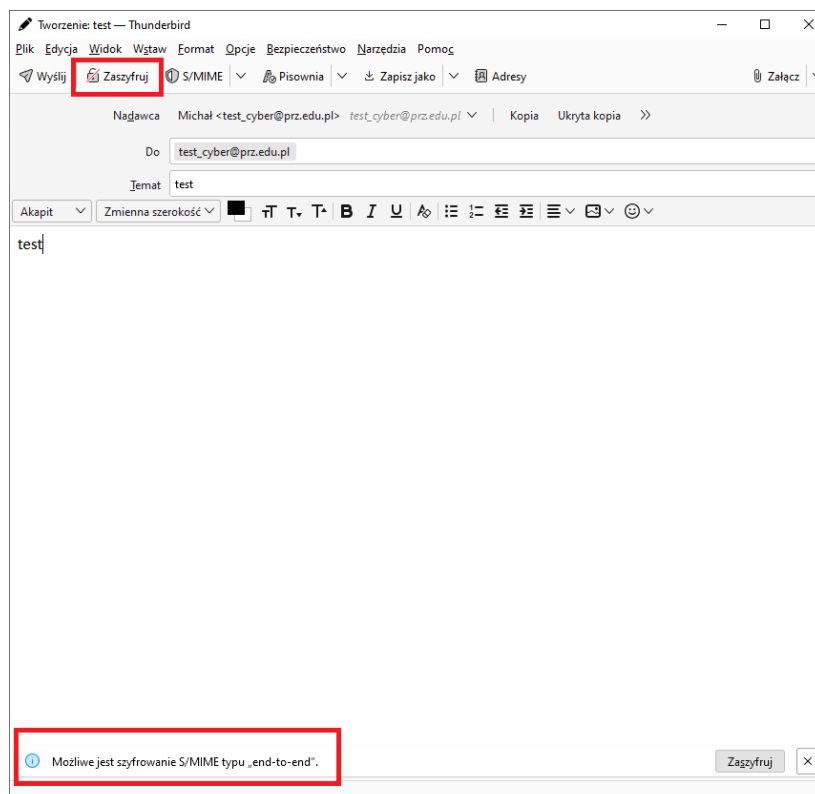 Tworzenie: test — Thunderbird
Plik Edycja Widok Wstaw Format Opcje Bezpieczeństwo Narzędzia Pomoc
Wyślij Zaszyfruj S/MIME Pisownia Zapisz jako Adresy Załącz
Nadawca Michał <test_cyber@prz.edu.pl> test_cyber@prz.edu.pl Kopia Ukryta kopia
Do test_cyber@prz.edu.pl
Temat test
Akapit Zmienna szerokość
test
Możliwe jest szyfrowanie S/MIME typu „end-to-end”. Zaszyfruj